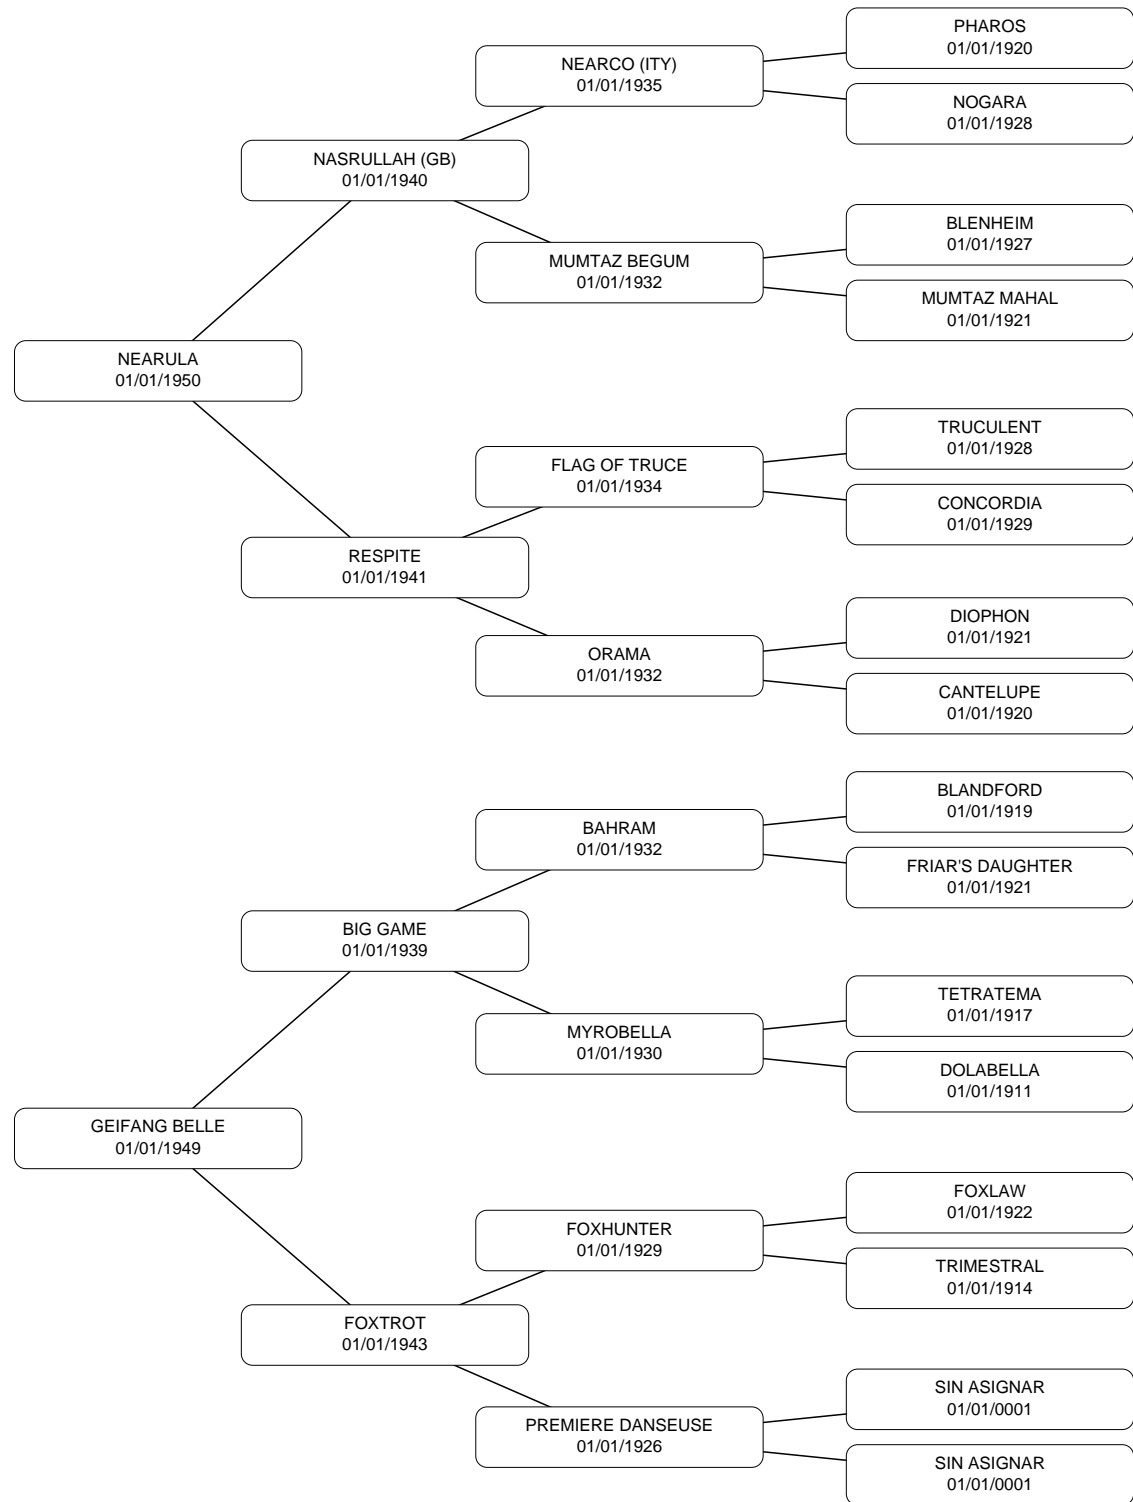 PHAROS
01/01/1920
NEARCO (ITY)
01/01/1935
NOGARA
01/01/1928
NASRULLAH (GB)
01/01/1940
BLENHEIM
01/01/1927
MUMTAZ BEGUM
01/01/1932
MUMTAZ MAHAL
01/01/1921
NEARULA
01/01/1950
TRUCULENT
01/01/1928
FLAG OF TRUCE
01/01/1934
CONCORDIA
01/01/1929
RESPITE
01/01/1941
DIOPHON
01/01/1921
ORAMA
01/01/1932
CANTELUPE
01/01/1920
BLANDFORD
01/01/1919
BAHRAM
01/01/1932
FRIAR'S DAUGHTER
01/01/1921
BIG GAME
01/01/1939
TETRATEMA
01/01/1917
MYROBELLA
01/01/1930
DOLABELLA
01/01/1911
GEIFANG BELLE
01/01/1949
FOXLAW
01/01/1922
FOXHUNTER
01/01/1929
TRIMESTRAL
01/01/1914
FOXTROT
01/01/1943
SIN ASIGNAR
01/01/0001
PREMIERE DANSEUSE
01/01/1926
SIN ASIGNAR
01/01/0001